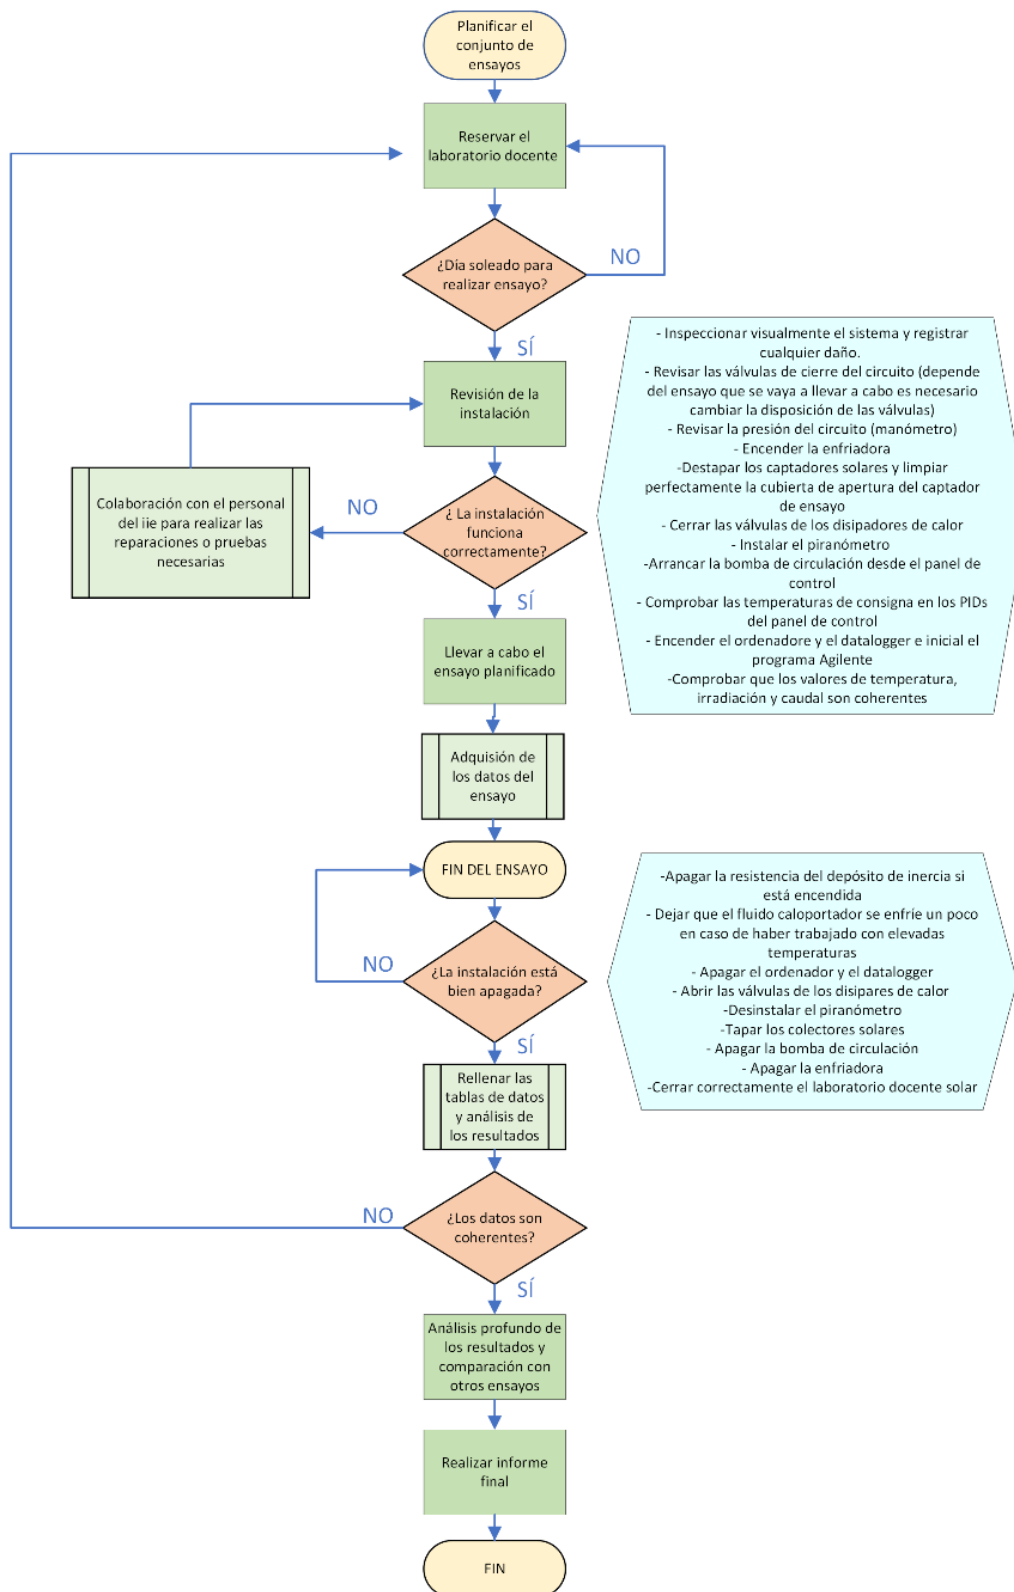 Planificar el
conjunto de
ensayos
Reservar el
laboratorio docente
¿Día soleado para
realizar ensayo?
NO
SÍ
Revisión de la
instalación
- Inspeccionar visualmente el sistema y registrar
cualquier daño.
- Revisar las válvulas de cierre del circuito (depende
del ensayo que se vaya a llevar a cabo es necesario
cambiar la disposición de las válvulas)
- Revisar la presión del circuito (manómetro)
- Encender la enfriadora
-Destapar los captadores solares y limpiar
perfectamente la cubierta de apertura del captador
de ensayo
- Cerrar las válvulas de los disipadores de calor
- Instalar el piranómetro
-Arrancar la bomba de circulación desde el panel de
control
- Comprobar las temperaturas de consigna en los PIDs
del panel de control
- Encender el ordenadore y el datalogger e inicial el
programa Agilente
-Comprobar que los valores de temperatura,
irradiación y caudal son coherentes
Colaboración con el personal
del iie para realizar las
reparaciones o pruebas
necesarias
NO
¿ La instalación
funciona
correctamente?
SÍ
Llevar a cabo el
ensayo planificado
Adquisión de
los datos del
ensayo
FIN DEL ENSAYO
-Apagar la resistencia del depósito de inercia si
está encendida
- Dejar que el fluido caloportador se enfríe un poco
en caso de haber trabajado con elevadas
temperaturas
- Apagar el ordenador y el datalogger
- Abrir las válvulas de los disipares de calor
-Desinstalar el piranómetro
-Tapar los colectores solares
- Apagar la bomba de circulación
- Apagar la enfriadora
-Cerrar correctamente el laboratorio docente solar
NO
¿La instalación está
bien apagada?
SÍ
Rellenar las
tablas de datos
y análisis de
los resultados
NO
¿Los datos son
coherentes?
SÍ
Análisis profundo de
los resultados y
comparación con
otros ensayos
Realizar informe
final
FIN